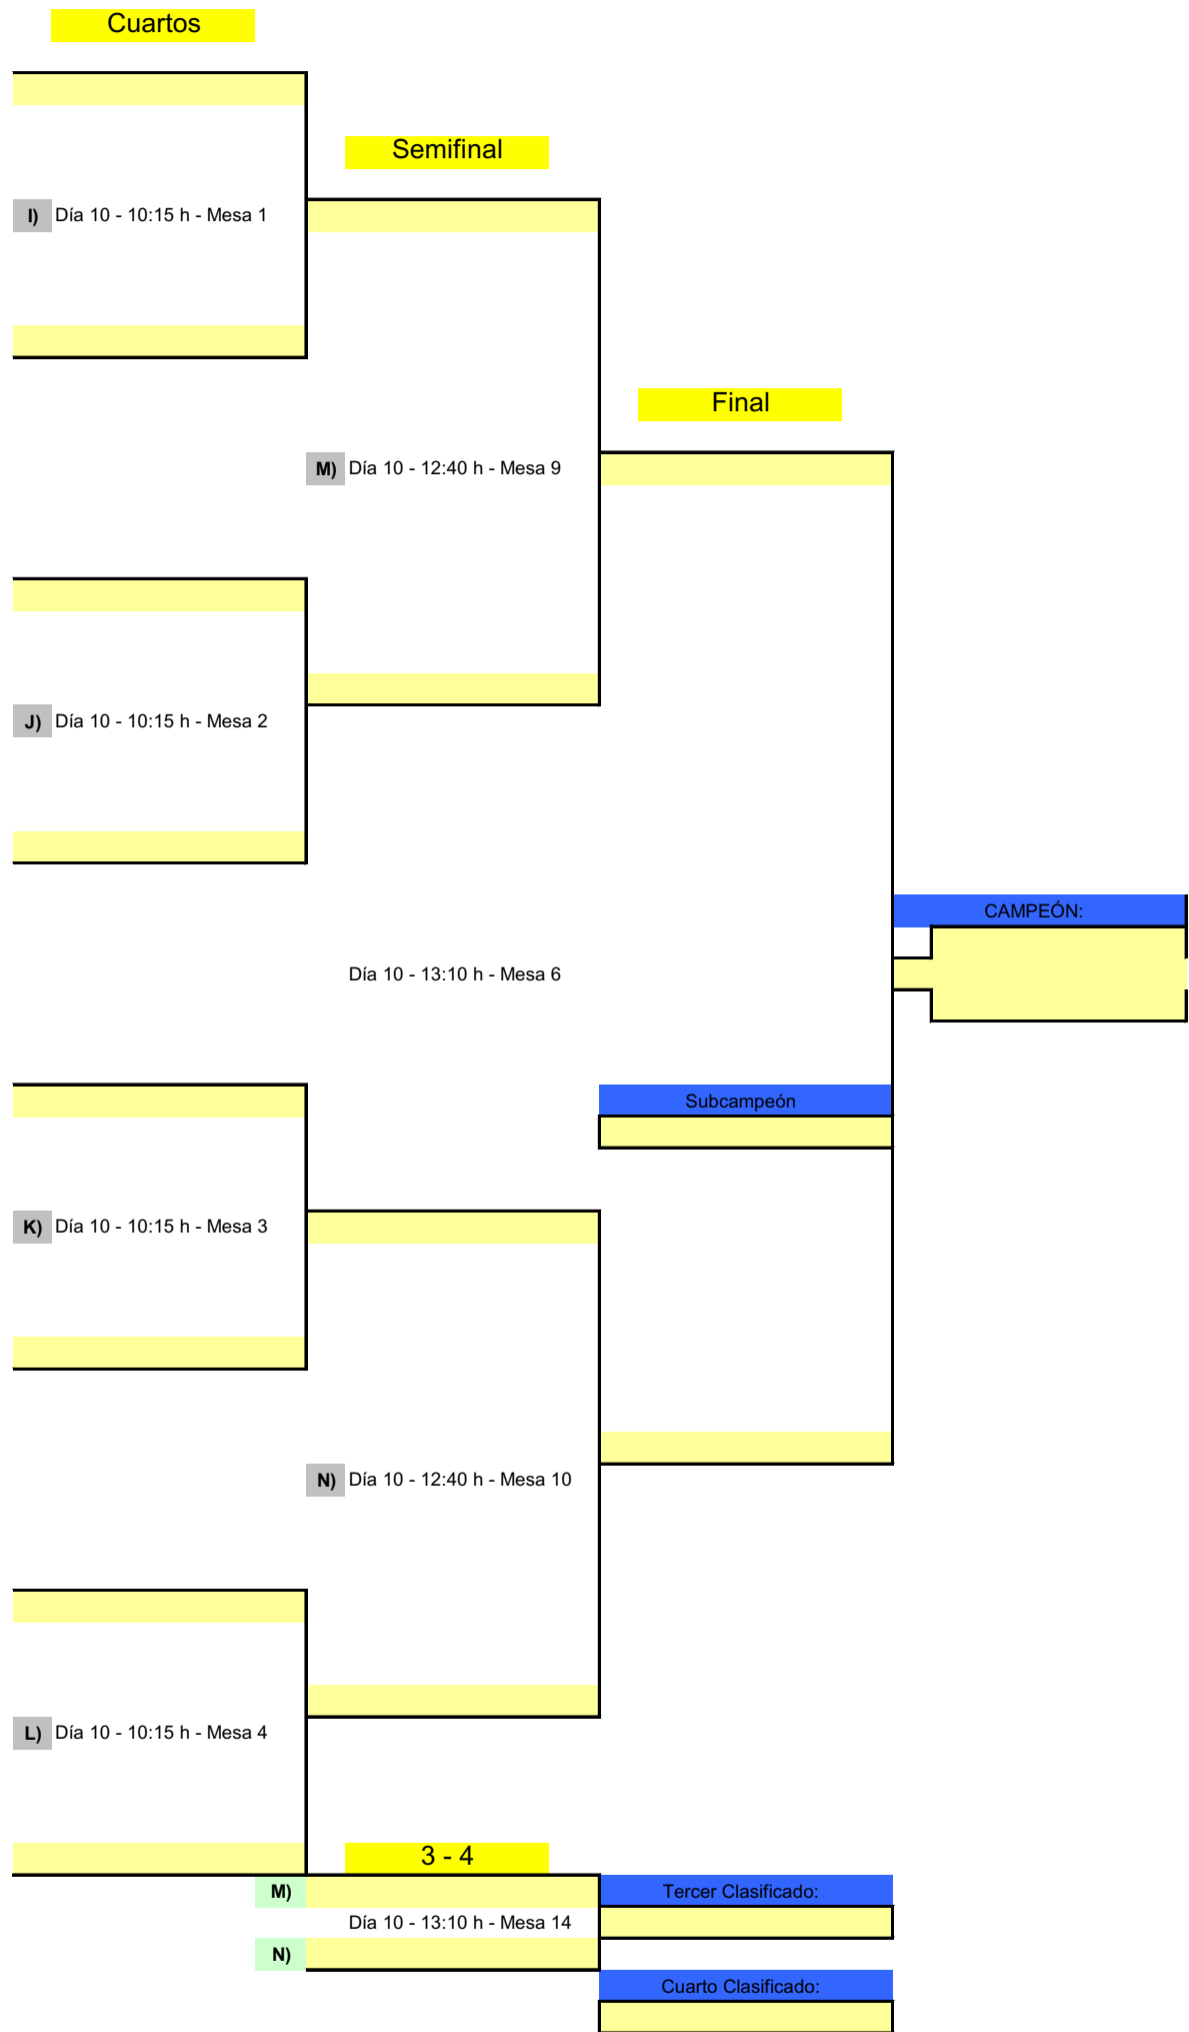 Cuartos
Semifinal
I) Día 10 - 10:15 h - Mesa 1
Final
M) Día 10 - 12:40 h - Mesa 9
J) Día 10 - 10:15 h - Mesa 2
CAMPEÓN:
Día 10 - 13:10 h - Mesa 6
Subcampeón
K) Día 10 - 10:15 h - Mesa 3
N) Día 10 - 12:40 h - Mesa 10
L) Día 10 - 10:15 h - Mesa 4
3 - 4
M) Tercer Clasificado:
Día 10 - 13:10 h - Mesa 14
N)
Cuarto Clasificado: